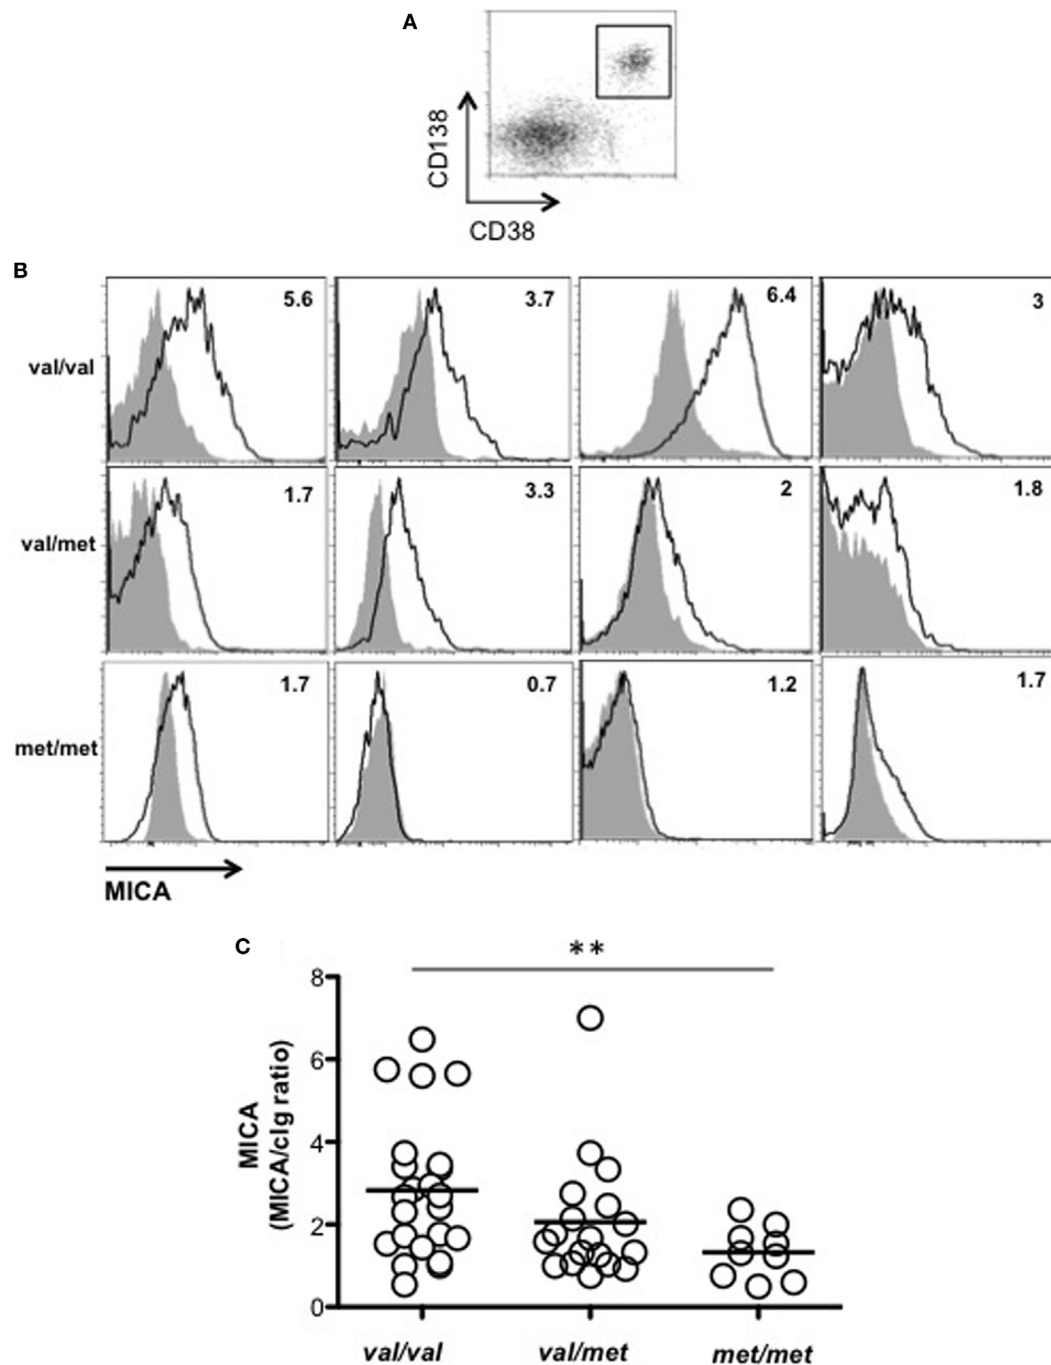 A
CD138
CD38
B
val/val
5.6
3.7
6.4
3
val/met
1.7
3.3
2
1.8
met/met
1.7
0.7
1.2
1.7
MICA
C
**
MICA
(MICA/cIg ratio)
8
6
4
2
0
val/val
val/met
met/met